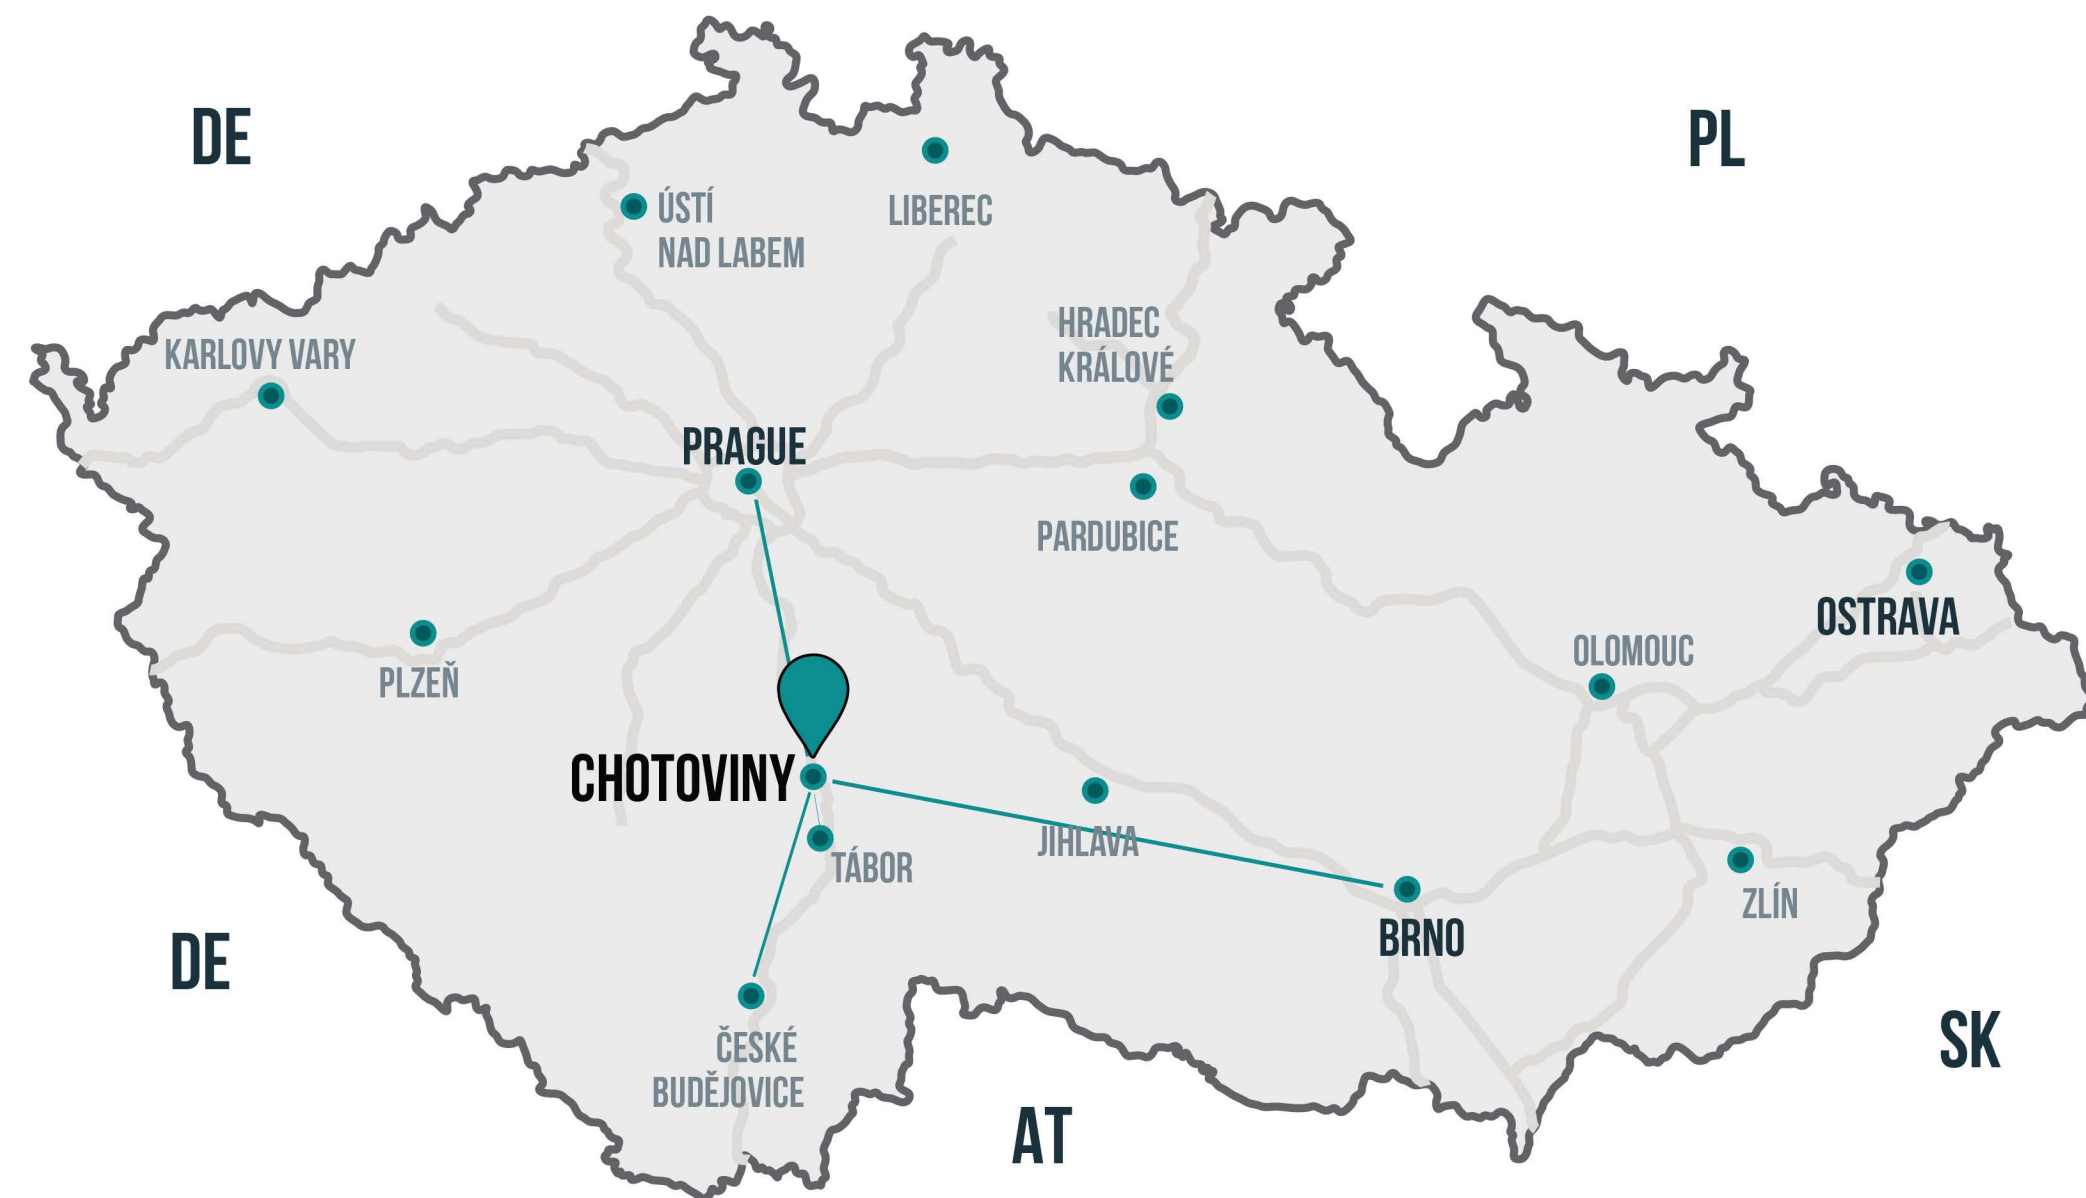 DE
PL
ÚSTÍ
NAD LABEM
LIBEREC
HRADEC
KRÁLOVÉ
KARLOVY VARY
PRAGUE
PARDUBICE
OSTRAVA
OLOMOUC
PLZEŇ
CHOTOVINY
JIHLAVA
TÁBOR
ZLÍN
BRNO
DE
ČESKÉ
BUDĚJOVICE
SK
AT